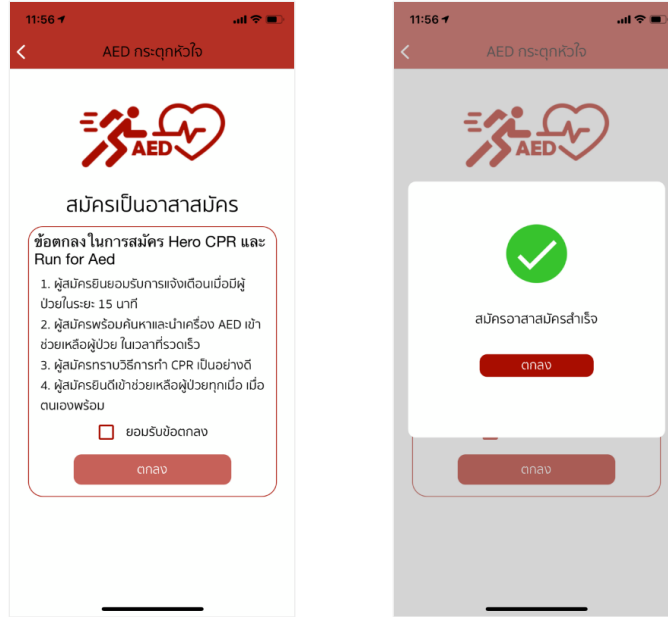 11:56
AED กระตุกหัวใจ
AED
สมัครเป็นอาสาสมัคร
ข้อตกลงในการสมัคร Hero CPR และ
Run for Aed
1. ผู้สมัครยินยอมรับการแจ้งเตือนเมื่อมีผู้
ป่วยในระยะ 15 นาที
2. ผู้สมัครพร้อมค้นหาและนำเครื่อง AED เข้า
ช่วยเหลือผู้ป่วย ในเวลาที่รวดเร็ว
3. ผู้สมัครทราบวิธีการทำ CPR เป็นอย่างดี
4. ผู้สมัครยินดีเข้าช่วยเหลือผู้ป่วยทุกเมื่อ เมื่อ
ตนเองพร้อม
ยอมรับข้อตกลง
ตกลง
11:56
AED กระตุกหัวใจ
AED
สมัครอาสาสมัครสำเร็จ
ตกลง
ตกลง